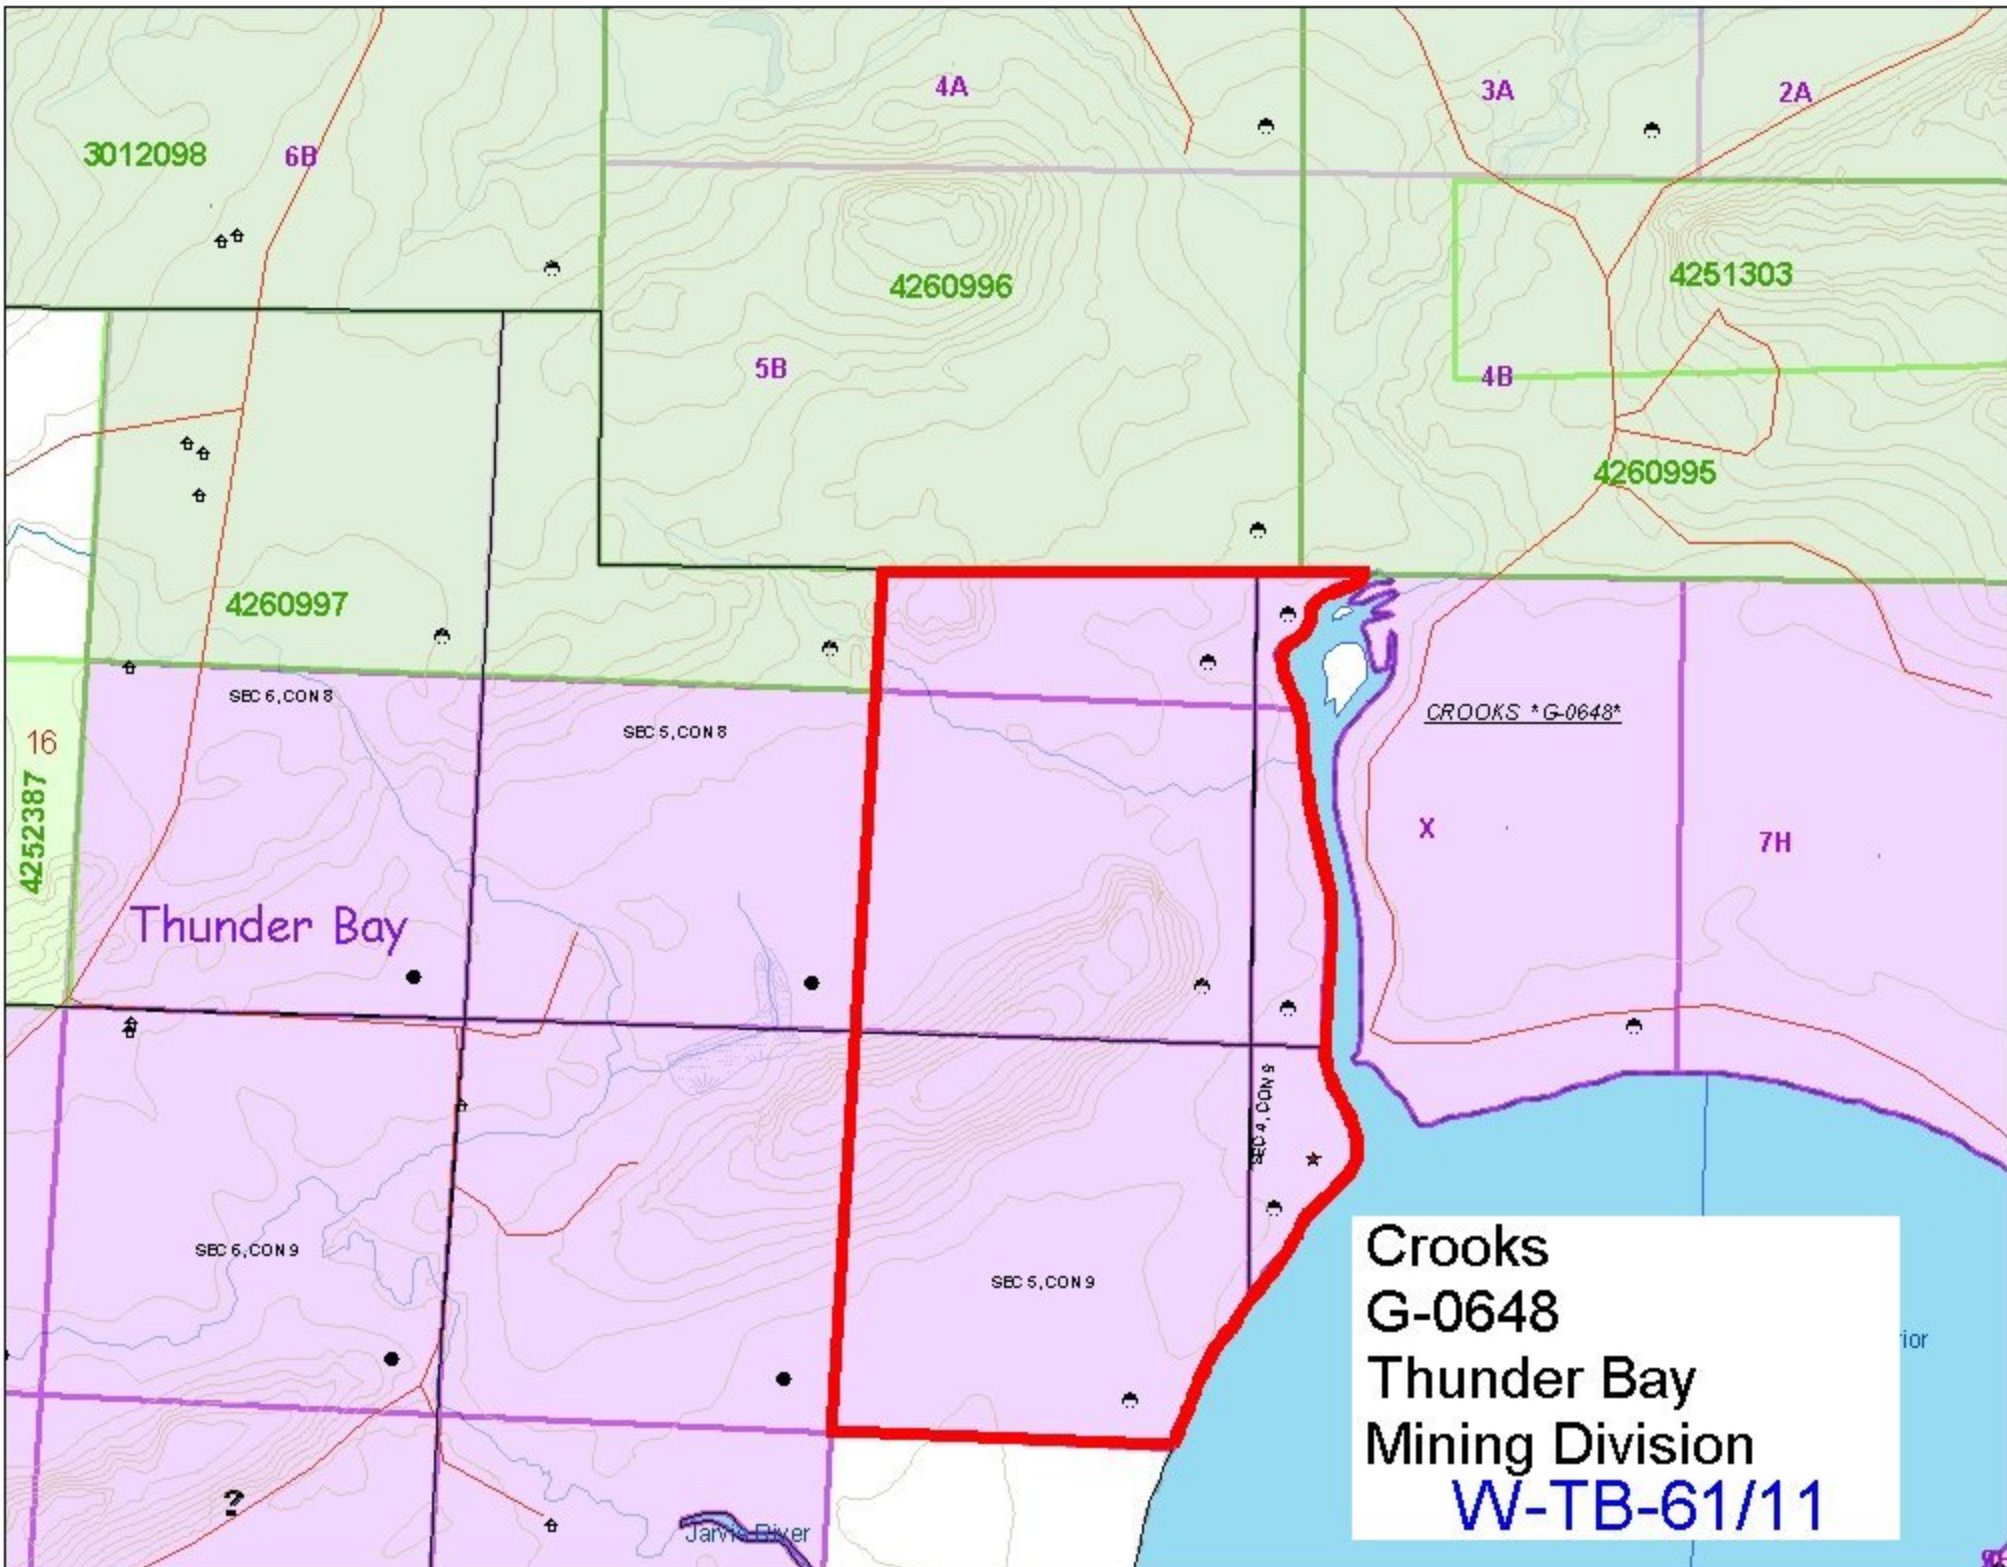 4A
3A
2A
3012098
6B
4260996
4251303
5B
4B
4260995
4260997
SEC 6, CON 8
SEC 5, CON 8
CROOKS *G-0648*
16
4252387
X
7H
Thunder Bay
SEC 4, CON 9
SEC 6, CON 9
SEC 5, CON 9
Crooks
G-0648
Thunder Bay
Mining Division
W-TB-61/11
rior
?
Jarvis River